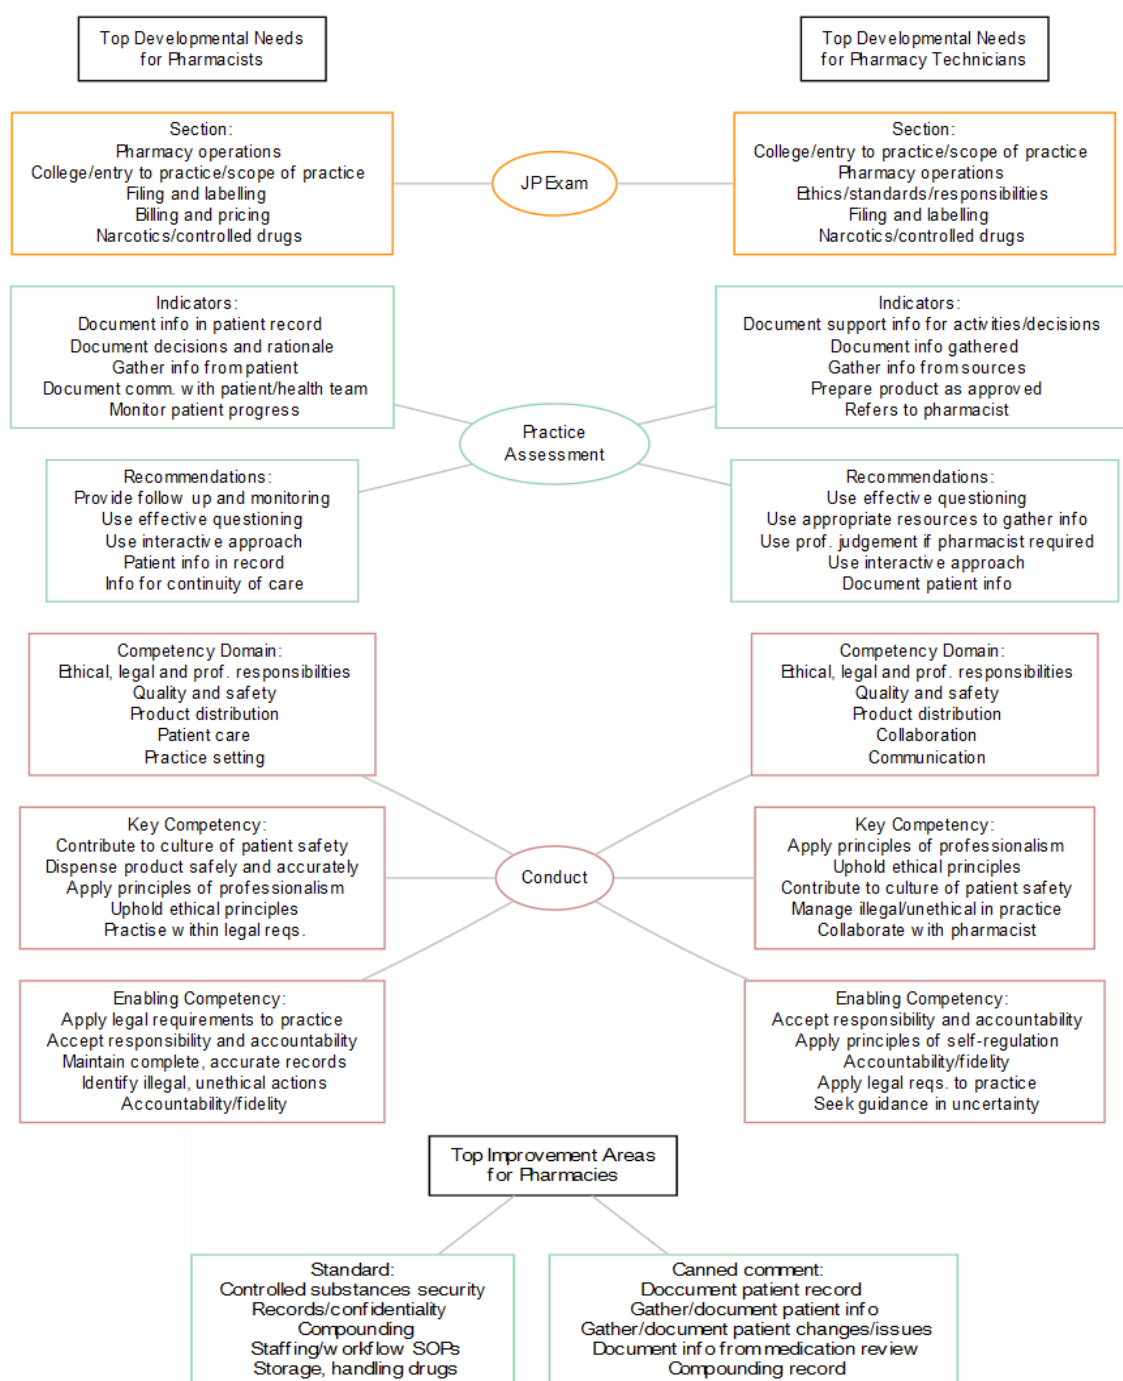 Top Developmental Needs
for Pharmacists
Top Developmental Needs
for Pharmacy Technicians
Section:
Pharmacy operations
College/entry to practice/scope of practice
Filing and labelling
Billing and pricing
Narcotics/controlled drugs
JP Exam
Section:
College/entry to practice/scope of practice
Pharmacy operations
Ethics/standards/responsibilities
Filing and labelling
Narcotics/controlled drugs
Indicators:
Document info in patient record
Document decisions and rationale
Gather info from patient
Document comm. with patient/health team
Monitor patient progress
Indicators:
Document support info for activities/decisions
Document info gathered
Gather info from sources
Prepare product as approved
Refers to pharmacist
Practice
Assessment
Recommendations:
Provide follow up and monitoring
Use effective questioning
Use interactive approach
Patient info in record
Info for continuity of care
Recommendations:
Use effective questioning
Use appropriate resources to gather info
Use prof. judgement if pharmacist required
Use interactive approach
Document patient info
Competency Domain:
Ethical, legal and prof. responsibilities
Quality and safety
Product distribution
Patient care
Practice setting
Competency Domain:
Ethical, legal and prof. responsibilities
Quality and safety
Product distribution
Collaboration
Communication
Key Competency:
Contribute to culture of patient safety
Dispense product safely and accurately
Apply principles of professionalism
Uphold ethical principles
Practise within legal reqs.
Conduct
Key Competency:
Apply principles of professionalism
Uphold ethical principles
Contribute to culture of patient safety
Manage illegal/unethical in practice
Collaborate with pharmacist
Enabling Competency:
Apply legal requirements to practice
Accept responsibility and accountability
Maintain complete, accurate records
Identify illegal, unethical actions
Accountability/fidelity
Enabling Competency:
Accept responsibility and accountability
Apply principles of self-regulation
Accountability/fidelity
Apply legal reqs. to practice
Seek guidance in uncertainty
Top Improvement Areas
for Pharmacies
Standard:
Controlled substances security
Records/confidentiality
Compounding
Staffing/workflow SOPs
Storage, handling drugs
Canned comment:
Doccument patient record
Gather/document patient info
Gather/document patient changes/issues
Document info from medication review
Compounding record